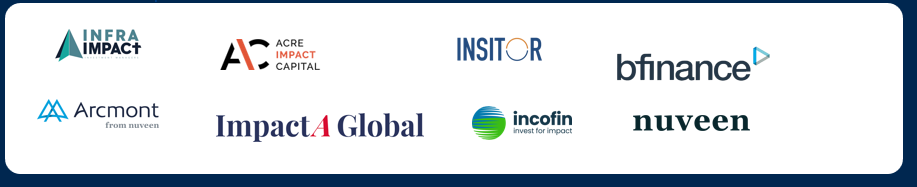 INFRA
IMPACT
ACRE
IMPACT
CAPITAL
INSITOR
bfinance
Arcmont
from nuveen
ImpactA Global
incofin
invest for impact
nuveen